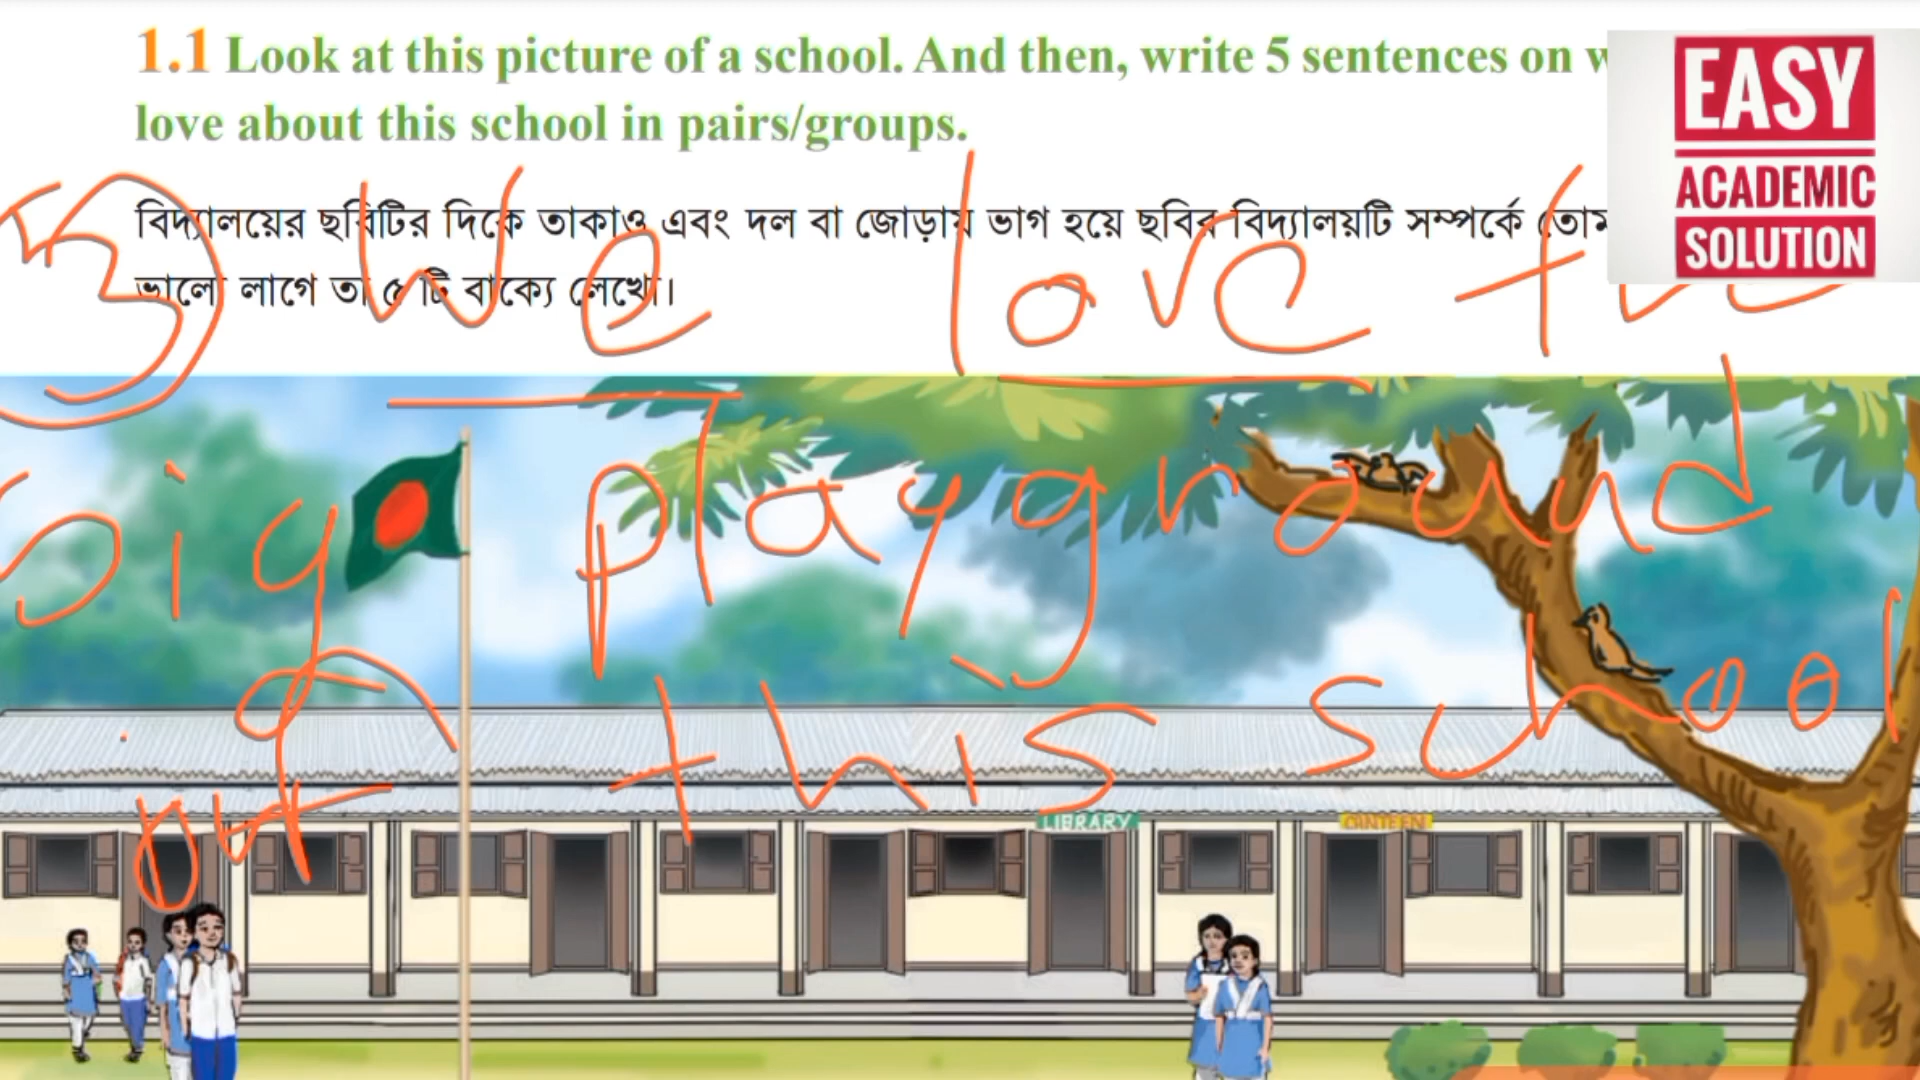 1.1 Look at this picture of a school. And then, write 5 sentences on
love about this school in pairs/groups.
EASY
ACADEMIC
SOLUTION
বিদ্যালয়ের ছবিটির দিকে তাকাও এবং দল বা জোড়ায় ভাগ হয়ে ছবির বিদ্যালয়টি সম্পর্কে
ভালো লাগে তা ৫ টি বাক্যে লেখো।
3 We love the
big playground
of this school
LIBRARY
CANTEEN